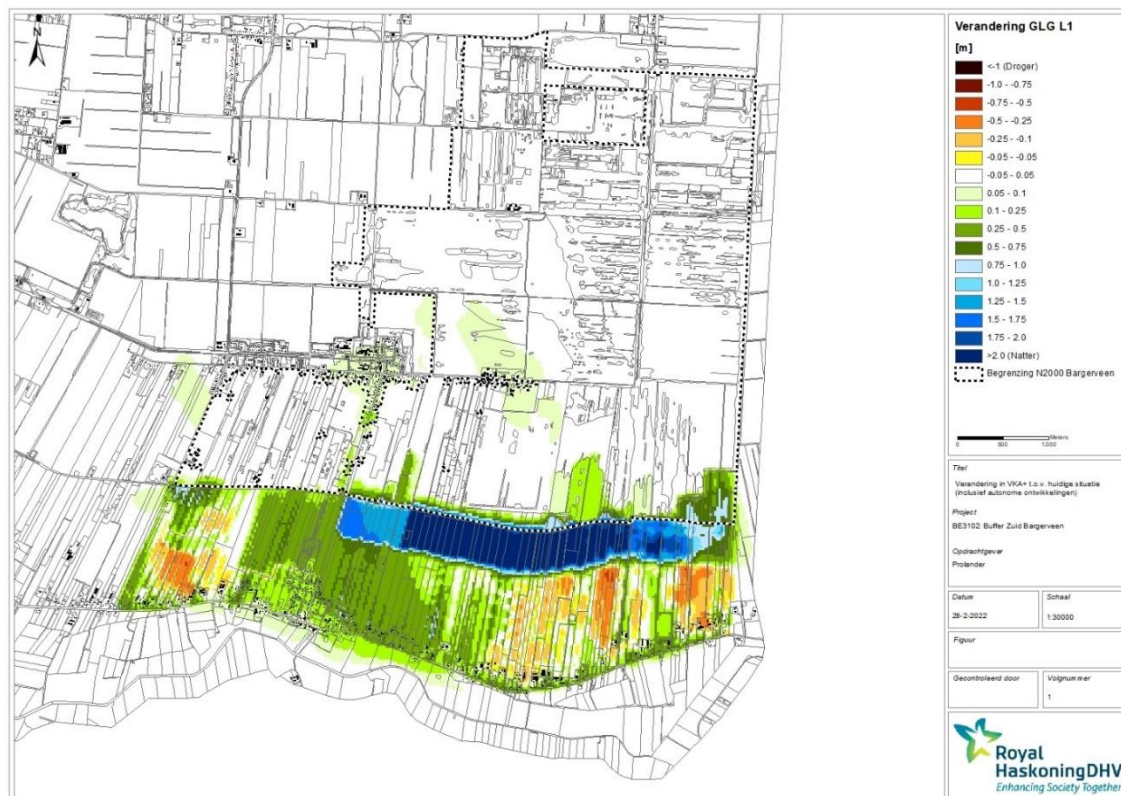 N
Verandering GLG L1
[m]
<-1 (Droger)
-1.0 - -0.75
-0.75 - -0.5
-0.5 - -0.25
-0.25 - -0.1
-0.05 - -0.05
-0.05 - 0.05
0.05 - 0.1
0.1 - 0.25
0.25 - 0.5
0.5 - 0.75
0.75 - 1.0
1.0 - 1.25
1.25 - 1.5
1.5 - 1.75
1.75 - 2.0
>2.0 (Natter)
Begrenzing N2000 Bargerveen
Meters
0 500 1.000
Titel
Verandering in VKA+ t.o.v. huidige situatie
(inclusief autonome ontwikkelingen)
Project
BE3102: Buffer Zuid Bargerveen
Opdrachtgever
Prolander
Datum Schaal
28-2-2022 1:30000
Figuur
Gecontroleerd door Volgnummer
1
Royal
HaskoningDHV
Enhancing Society Together